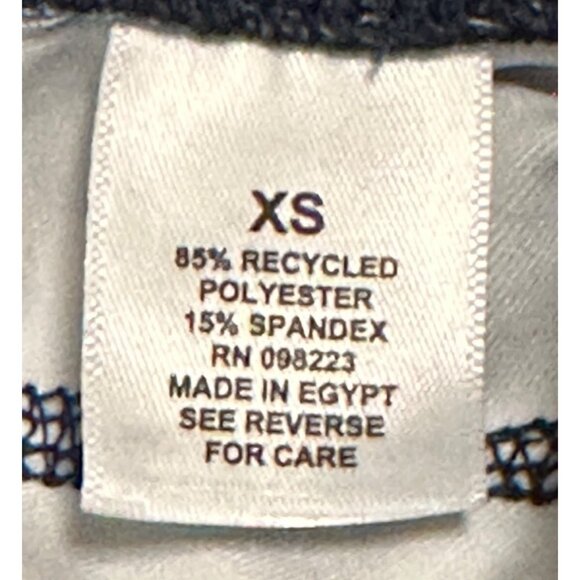 XS
85% RECYCLED
POLYESTER
15% SPANDEX
RN 098223
MADE IN EGYPT
SEE REVERSE
FOR CARE